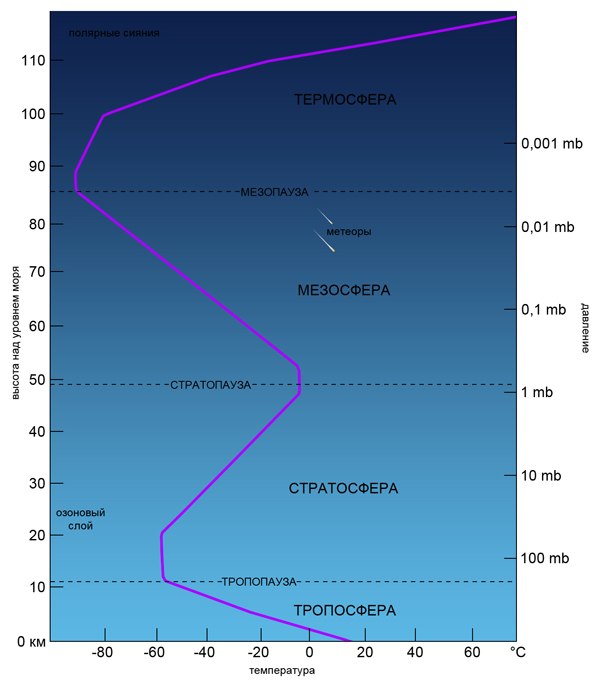 полярные сияния
110
ТЕРМОСФЕРА
100
0,001 mb
90
МЕЗОПАУЗА
80
метеоры
0,01 mb
70
МЕЗОСФЕРА
0,1 mb
высота над уровнем моря
давление
60
50
СТРАТОПАУЗА
1 mb
40
10 mb
30
СТРАТОСФЕРА
озоновый
слой
20
100 mb
ТРОПОПАУЗА
10
ТРОПОСФЕРА
0 км
-80 -60 -40 -20 0 20 40 60 °C
температура